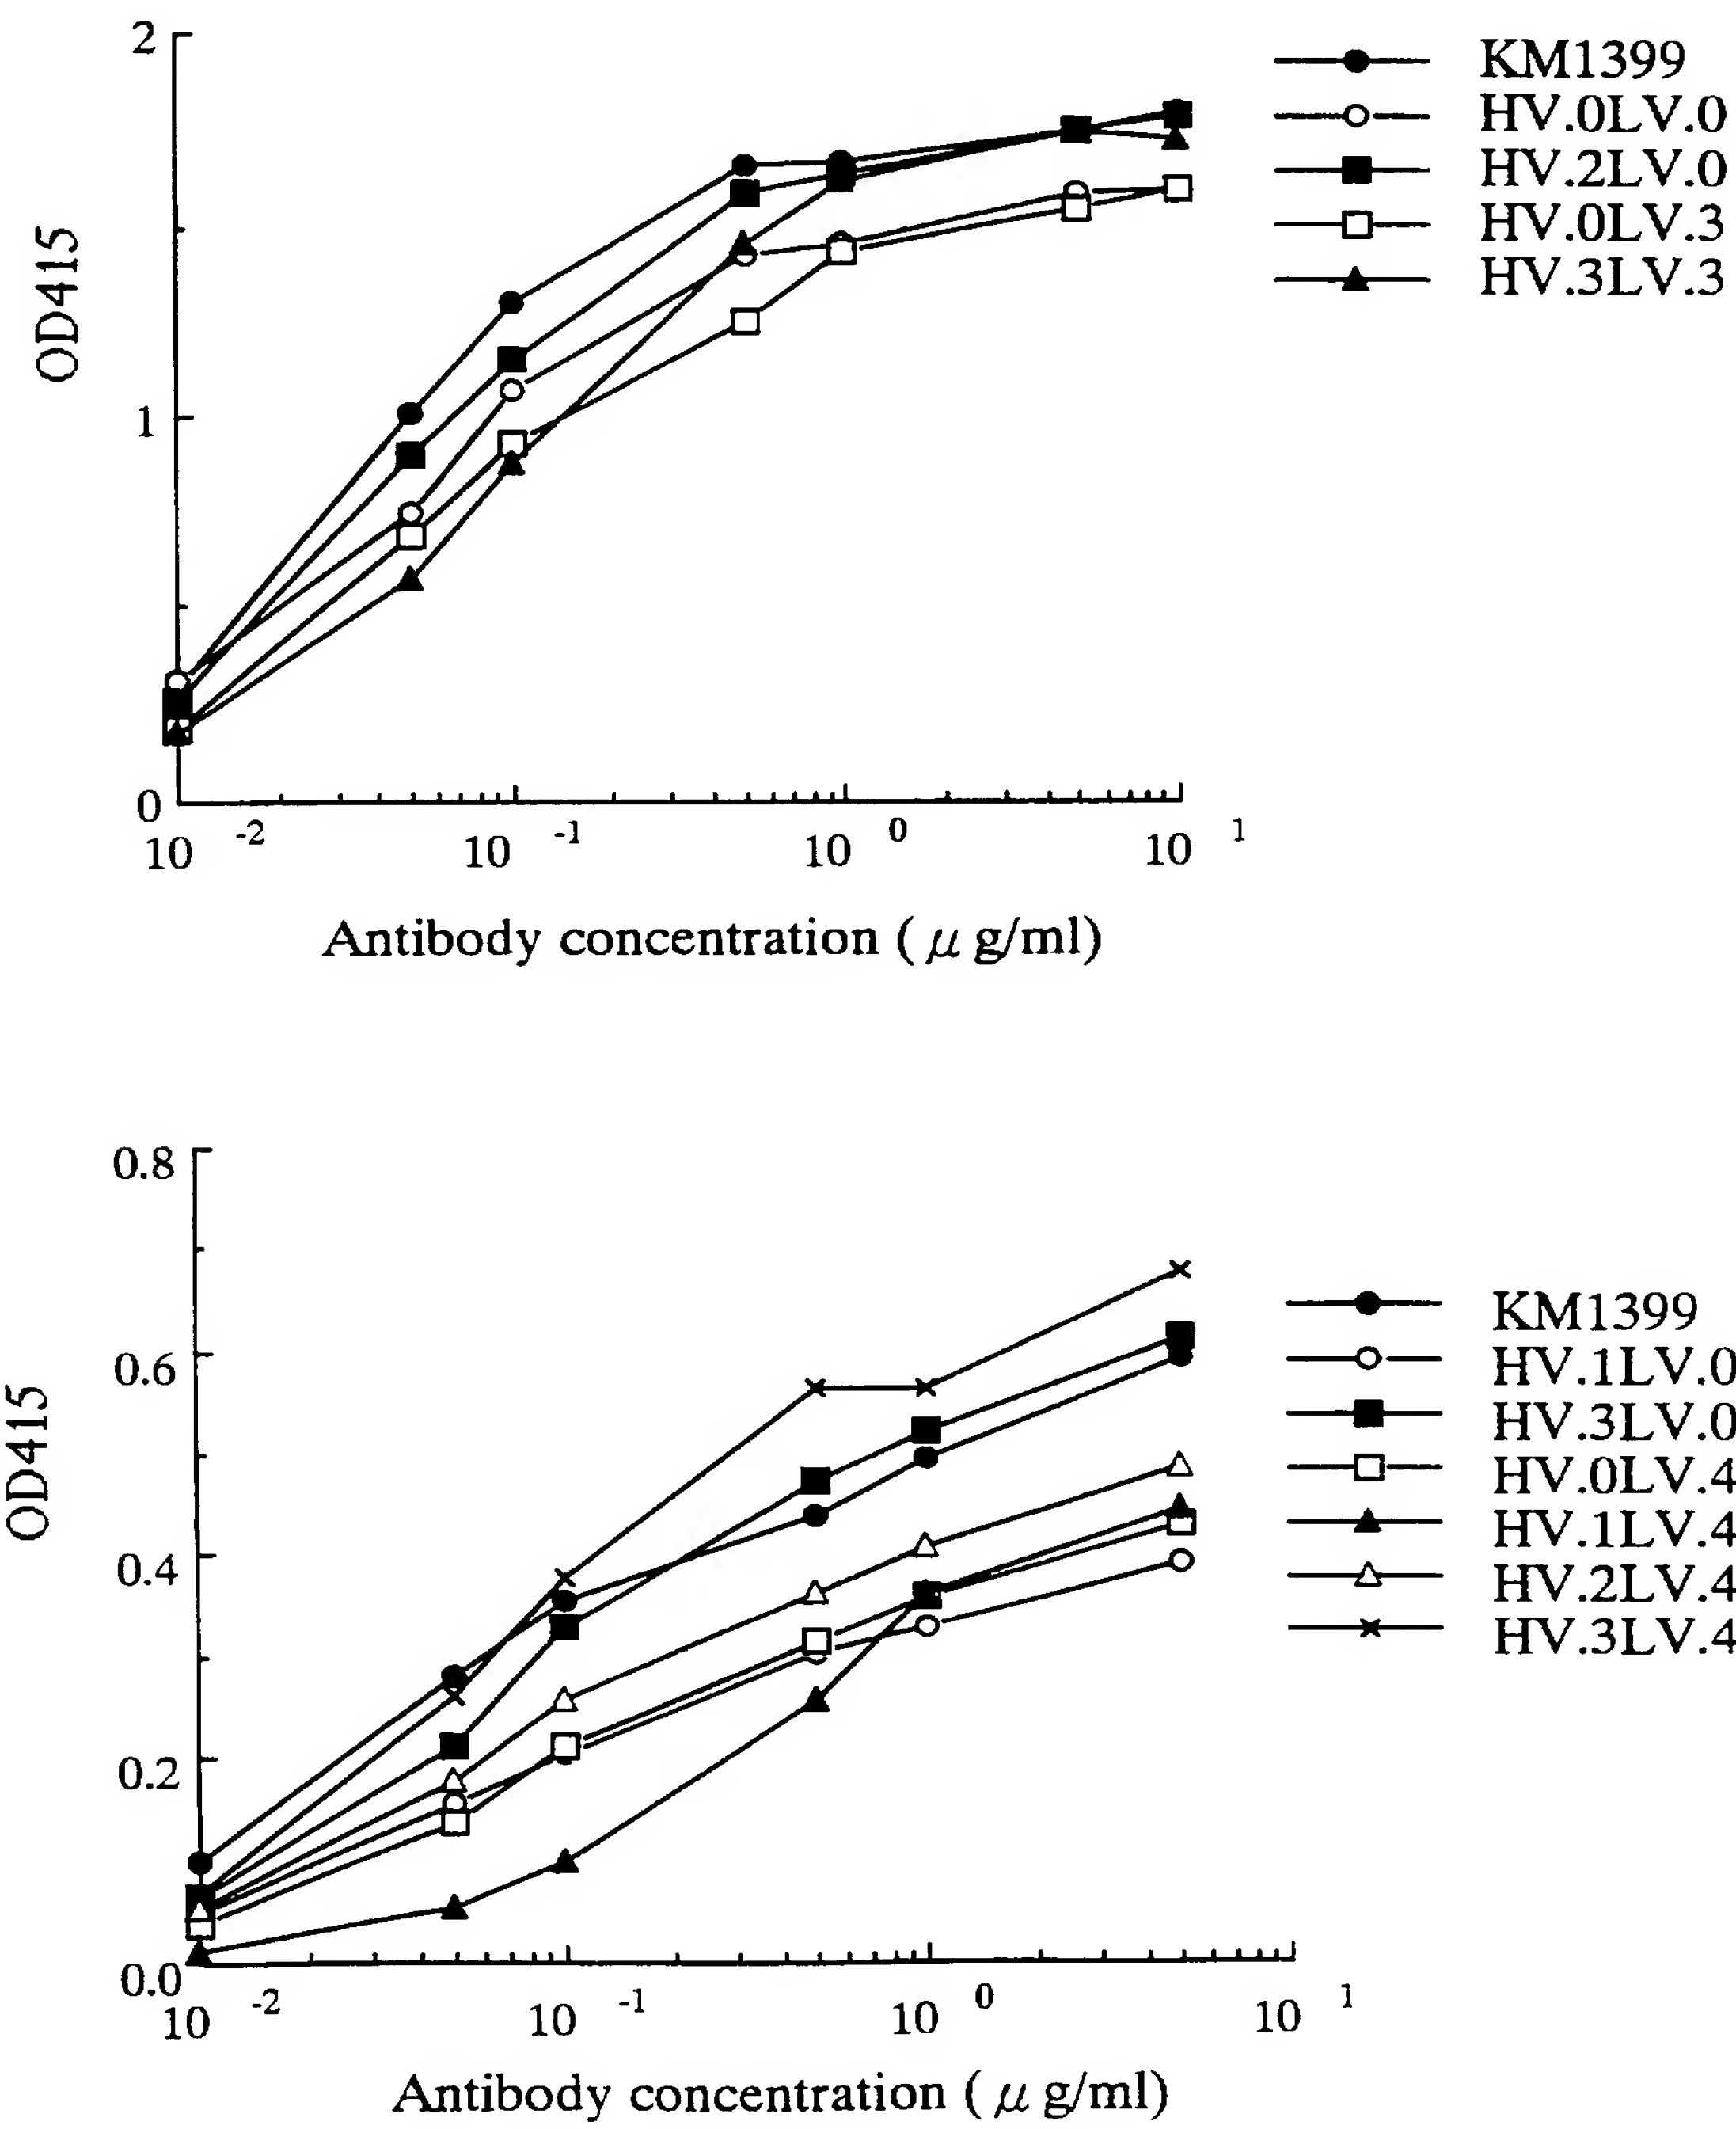 2
1
0
OD415
10 -2
10 -1
10 0
10 1
Antibody concentration ( μ g/ml)
KM1399
HV.0LV.0
HV.2LV.0
HV.0LV.3
HV.3LV.3
0.8
0.6
0.4
0.2
0.0
OD415
10 -2
10 -1
10 0
10 1
Antibody concentration ( μ g/ml)
KM1399
HV.1LV.0
HV.3LV.0
HV.0LV.4
HV.1LV.4
HV.2LV.4
HV.3LV.4